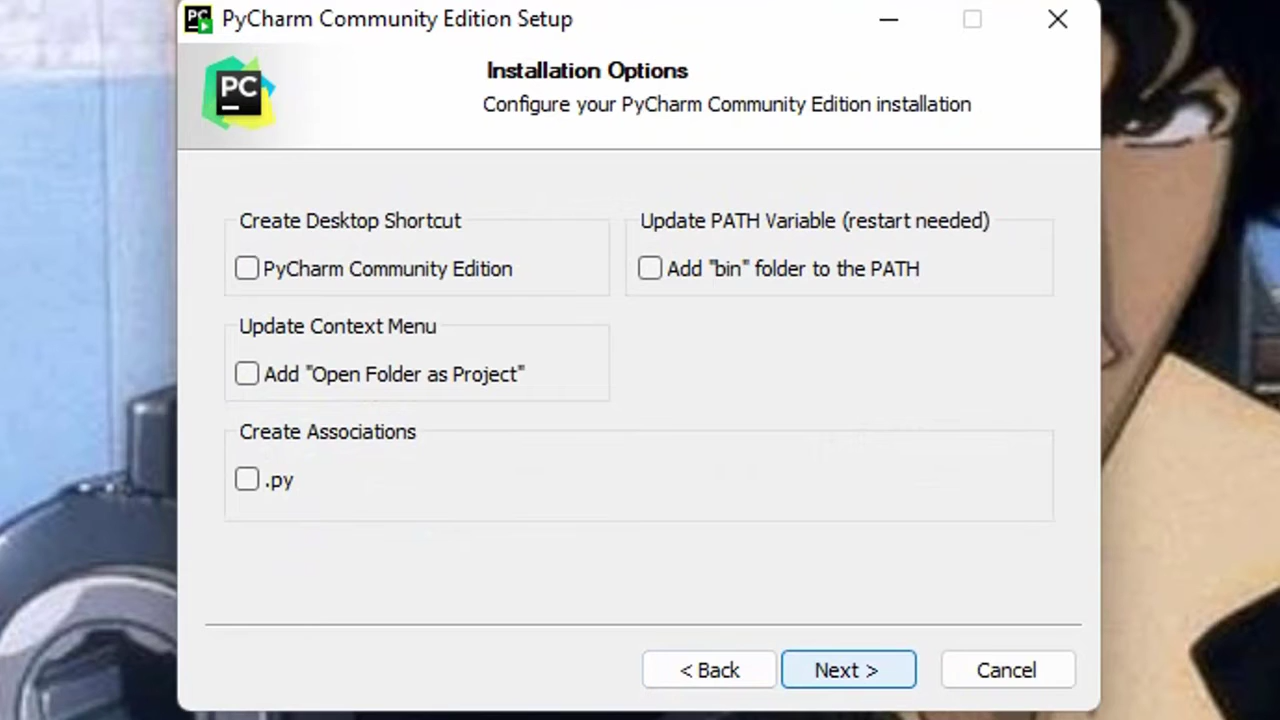 PyCharm Community Edition Setup
PC
Installation Options
Configure your PyCharm Community Edition installation
Create Desktop Shortcut
PyCharm Community Edition
Update PATH Variable (restart needed)
Add "bin" folder to the PATH
Update Context Menu
Add "Open Folder as Project"
Create Associations
.py
< Back
Next >
Cancel